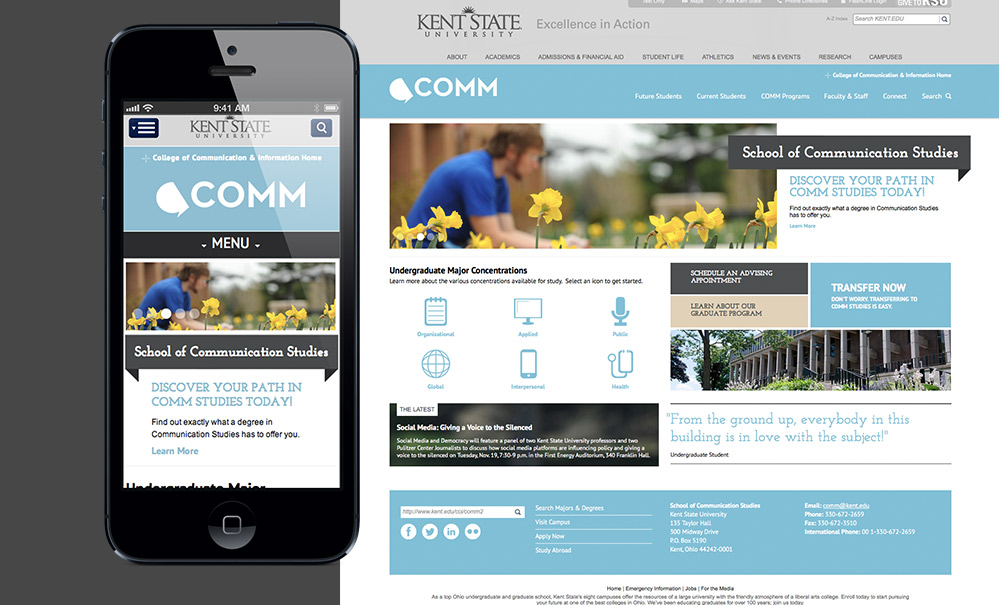 9:41 AM
KENT STATE
UNIVERSITY
College of Communication & Information Home
COMM
MENU
School of Communication Studies
DISCOVER YOUR PATH IN
COMM STUDIES TODAY!
Find out exactly what a degree in
Communication Studies has to offer you.
Learn More
Undergraduate Major
Text Only
Maps
Ask Kent State
Phone Directories
FlashLine Login
GIVE TO KSU
KENT STATE
UNIVERSITY
Excellence in Action
A-Z Index
Search KENT.EDU
ABOUT ACADEMICS ADMISSIONS & FINANCIAL AID STUDENT LIFE ATHLETICS NEWS & EVENTS RESEARCH CAMPUSES
College of Communication & Information Home
COMM
Future Students Current Students COMM Programs Faculty & Staff Connect Search
School of Communication Studies
DISCOVER YOUR PATH IN
COMM STUDIES TODAY!
Find out exactly what a degree in Communication Studies
has to offer you.
Learn More
Undergraduate Major Concentrations
Learn more about the various concentrations available for study. Select an icon to get started.
Organizational
Applied
Public
Global
Interpersonal
Health
SCHEDULE AN ADVISING
APPOINTMENT
LEARN ABOUT OUR
GRADUATE PROGRAM
TRANSFER NOW
DON'T WORRY. TRANSFERRING TO
COMM STUDIES IS EASY.
THE LATEST
Social Media: Giving a Voice to the Silenced
Social Media and Democracy will feature a panel of two Kent State University professors and two
Pulitzer Center Journalists to discuss how social media platforms are influencing policy and giving a
voice to the silenced on Tuesday, Nov. 19, 7:30-9 p.m. in the First Energy Auditorium, 340 Franklin Hall.
"From the ground up, everybody in this
building is in love with the subject!"
Undergraduate Student
http://www.kent.edu/cci/comm2/
Search Majors & Degrees
Visit Campus
Apply Now
Study Abroad
School of Communication Studies
Kent State University
135 Taylor Hall
300 Midway Drive
P.O. Box 5190
Kent, Ohio 44242-0001
Email: comm@kent.edu
Phone: 330-672-2659
Fax: 330-672-3510
International Phone: 00 1-330-672-2659
Home | Emergency Information | Jobs | For the Media
As a top Ohio undergraduate and graduate school, Kent State's eight campuses offer the resources of a large university with the friendly atmosphere of a liberal arts college. Enroll today to start pursuing
your future at one of the best colleges in Ohio. We've been educating graduates for over 100 years; join us today.